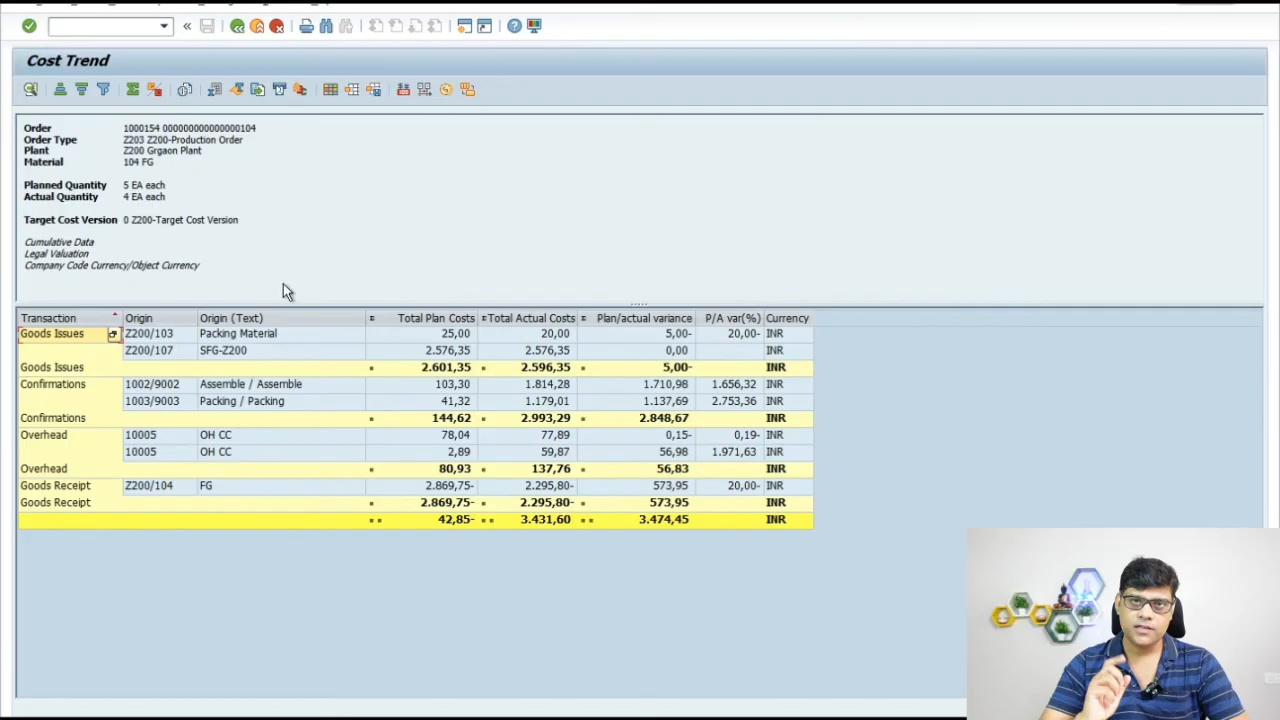 Cost Trend
Order 1000154 000000000000000104
Order Type Z203 Z200-Production Order
Plant Z200 Grgaon Plant
Material 104 FG
Planned Quantity 5 EA each
Actual Quantity 4 EA each
Target Cost Version 0 Z200-Target Cost Version
Cumulative Data
Legal Valuation
Company Code Currency/Object Currency
Transaction Origin Origin (Text) Total Plan Costs Total Actual Costs Plan/actual variance P/A var(%) Currency
Goods Issues Z200/103 Packing Material 25,00 20,00 5,00- 20,00- INR
Z200/107 SFG-Z200 2.576,35 2.576,35 0,00 INR
Goods Issues 2.601,35 2.596,35 5,00- INR
Confirmations 1002/9002 Assemble / Assemble 103,30 1.814,28 1.710,98 1.656,32 INR
1003/9003 Packing / Packing 41,32 1.179,01 1.137,69 2.753,36 INR
Confirmations 144,62 2.993,29 2.848,67 INR
Overhead 10005 OH CC 78,04 77,89 0,15- 0,19- INR
10005 OH CC 2,89 59,87 56,98 1.971,63 INR
Overhead 80,93 137,76 56,83 INR
Goods Receipt Z200/104 FG 2.869,75- 2.295,80- 573,95 20,00- INR
Goods Receipt 2.869,75- 2.295,80- 573,95 INR
42,85- 3.431,60 3.474,45 INR